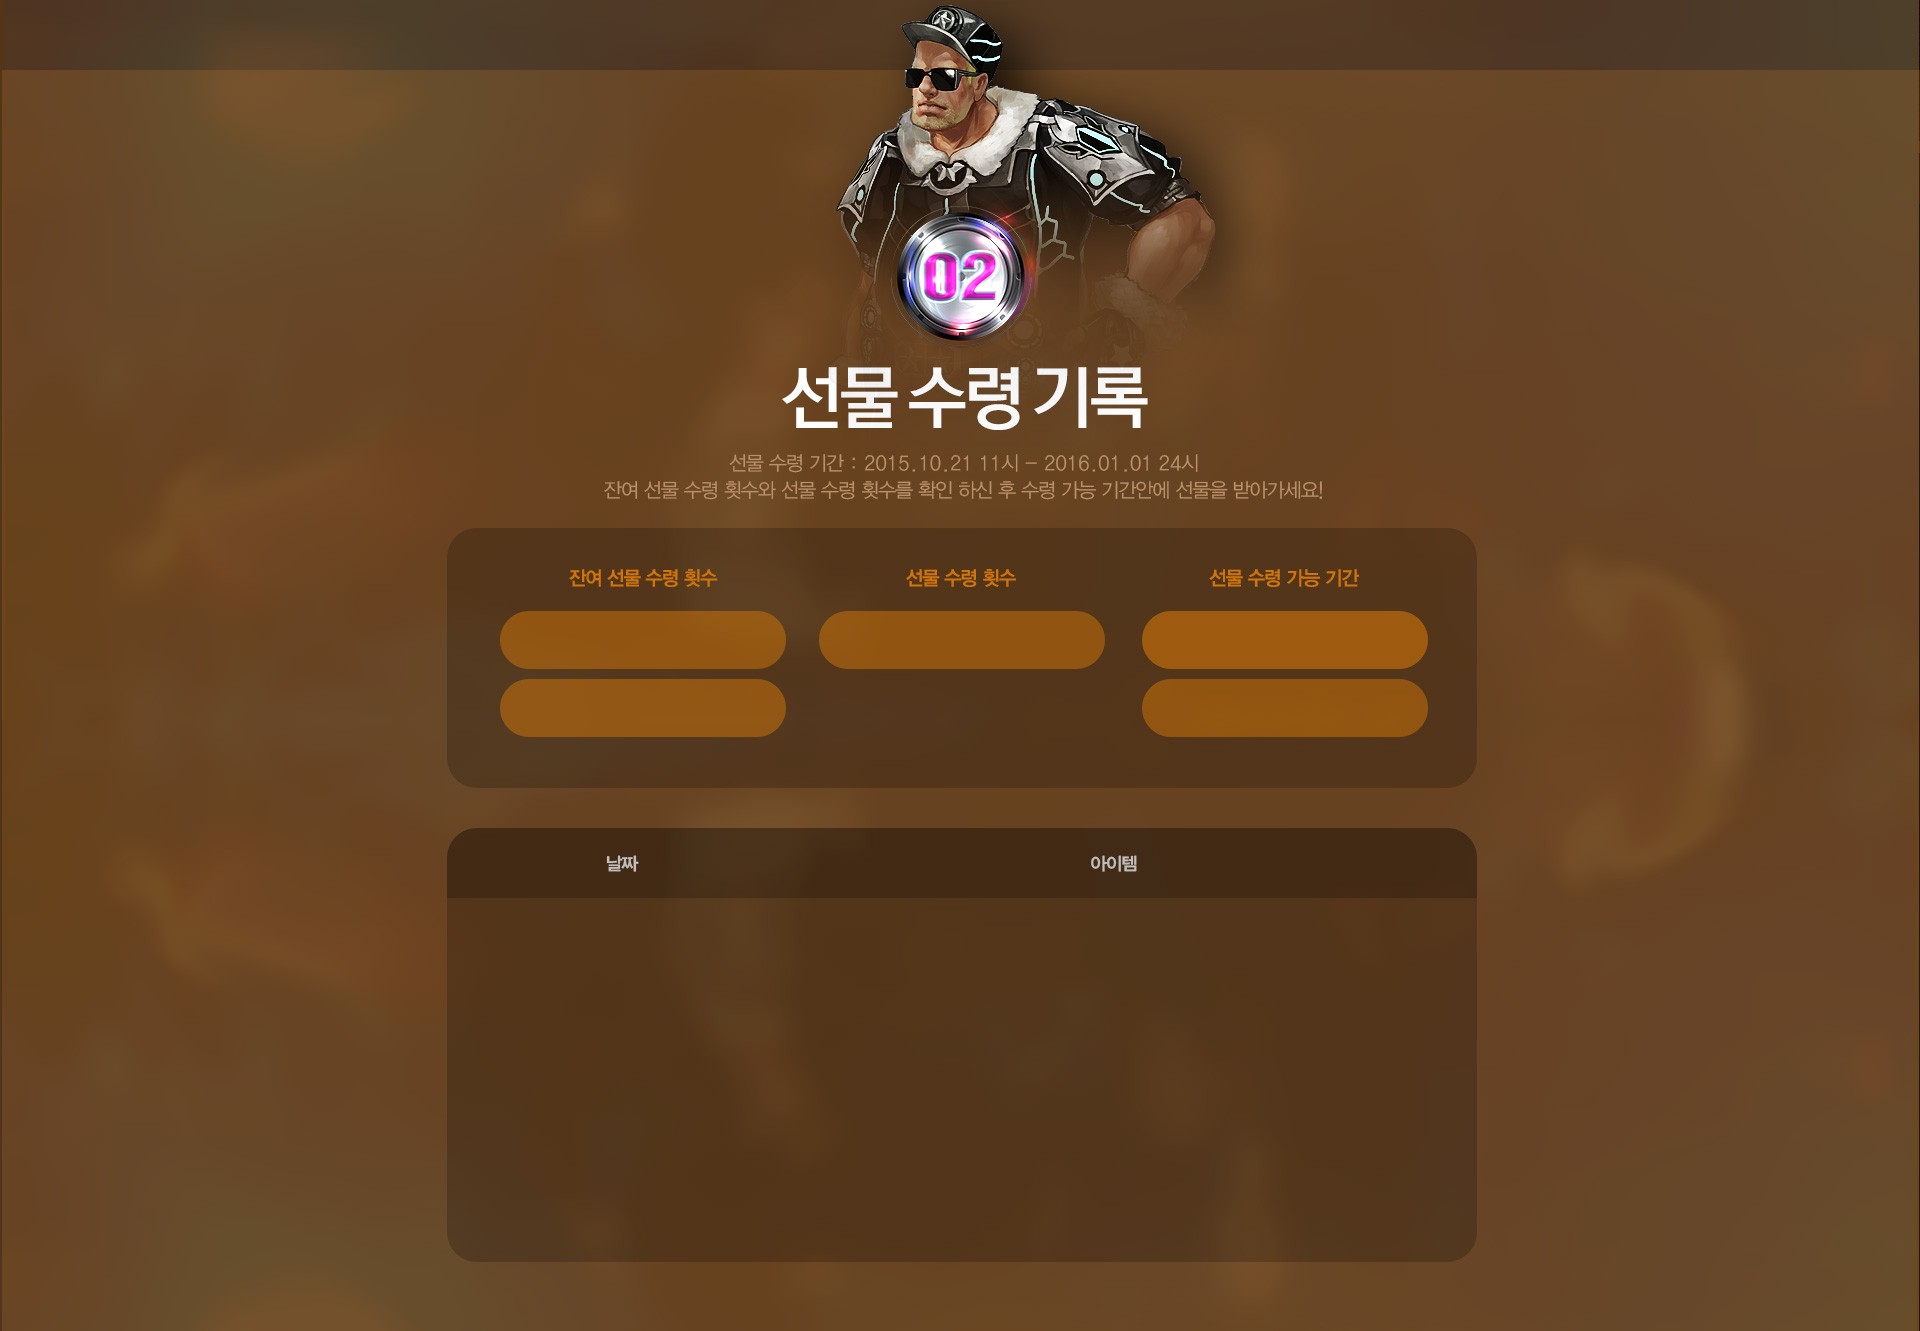 02
선물 수령 기록
선물 수령 기간 : 2015.10.21 11시 - 2016.01.01 24시
잔여 선물 수령 횟수와 선물 수령 횟수를 확인 하신 후 수령 가능 기간안에 선물을 받아가세요!
잔여 선물 수령 횟수
선물 수령 횟수
선물 수령 가능 기간
날짜
아이템